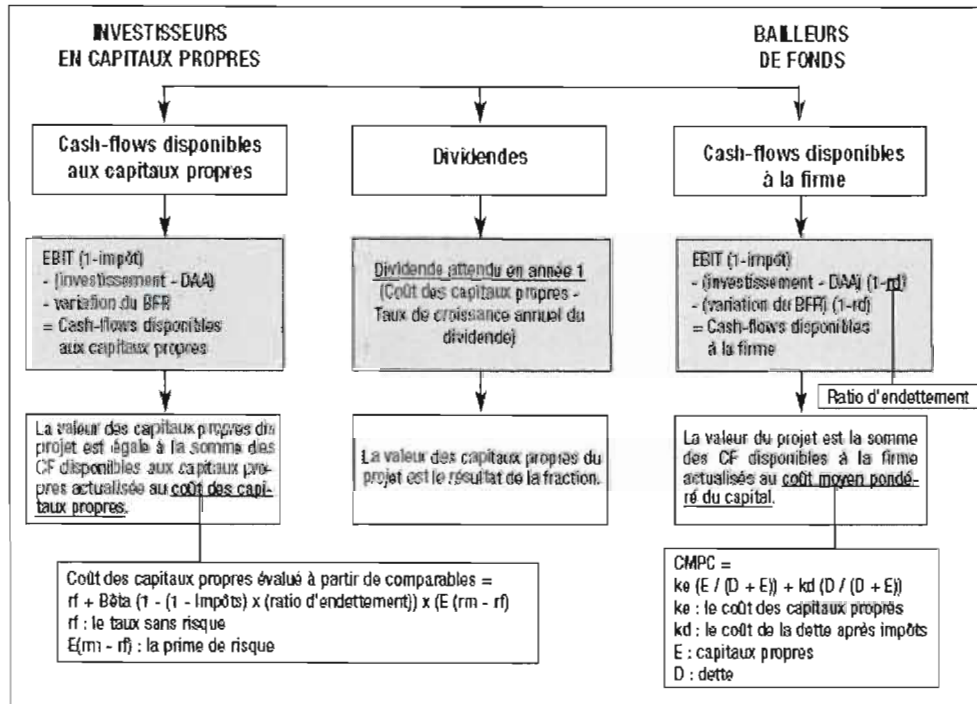 INVESTISSEURS
EN CAPITAUX PROPRES
BAILLEURS
DE FONDS
Cash-flows disponibles
aux capitaux propres
Dividendes
Cash-flows disponibles
à la firme
EBIT (1-impôt)
- (investissement - DAA)
- variation du BFR
= Cash-flows disponibles
aux capitaux propres
Dividende attendu en année 1
(Coût des capitaux propres -
Taux de croissance annuel du
dividende)
EBIT (1-impôt)
- (investissement - DAA) (1-rd)
- (variation du BFR) (1-rd)
= Cash-flows disponibles
à la firme
Ratio d'endettement
La valeur des capitaux propres du
projet est égale à la somme des
CF disponibles aux capitaux pro-
pres actualisée au coût des capi-
taux propres.
La valeur des capitaux propres du
projet est le résultat de la fraction.
La valeur du projet est la somme
des CF disponibles à la firme
actualisés au coût moyen pondé-
ré du capital.
Coût des capitaux propres évalué à partir de comparables =
rf + Bêta (1 - (1 - Impôts) x (ratio d'endettement)) x (E (rm - rf)
rf : le taux sans risque
E(rm - rf) : la prime de risque
CMPC =
ke (E / (D + E)) + kd (D / (D + E))
ke : le coût des capitaux propres
kd : le coût de la dette après impôts
E : capitaux propres
D : dette